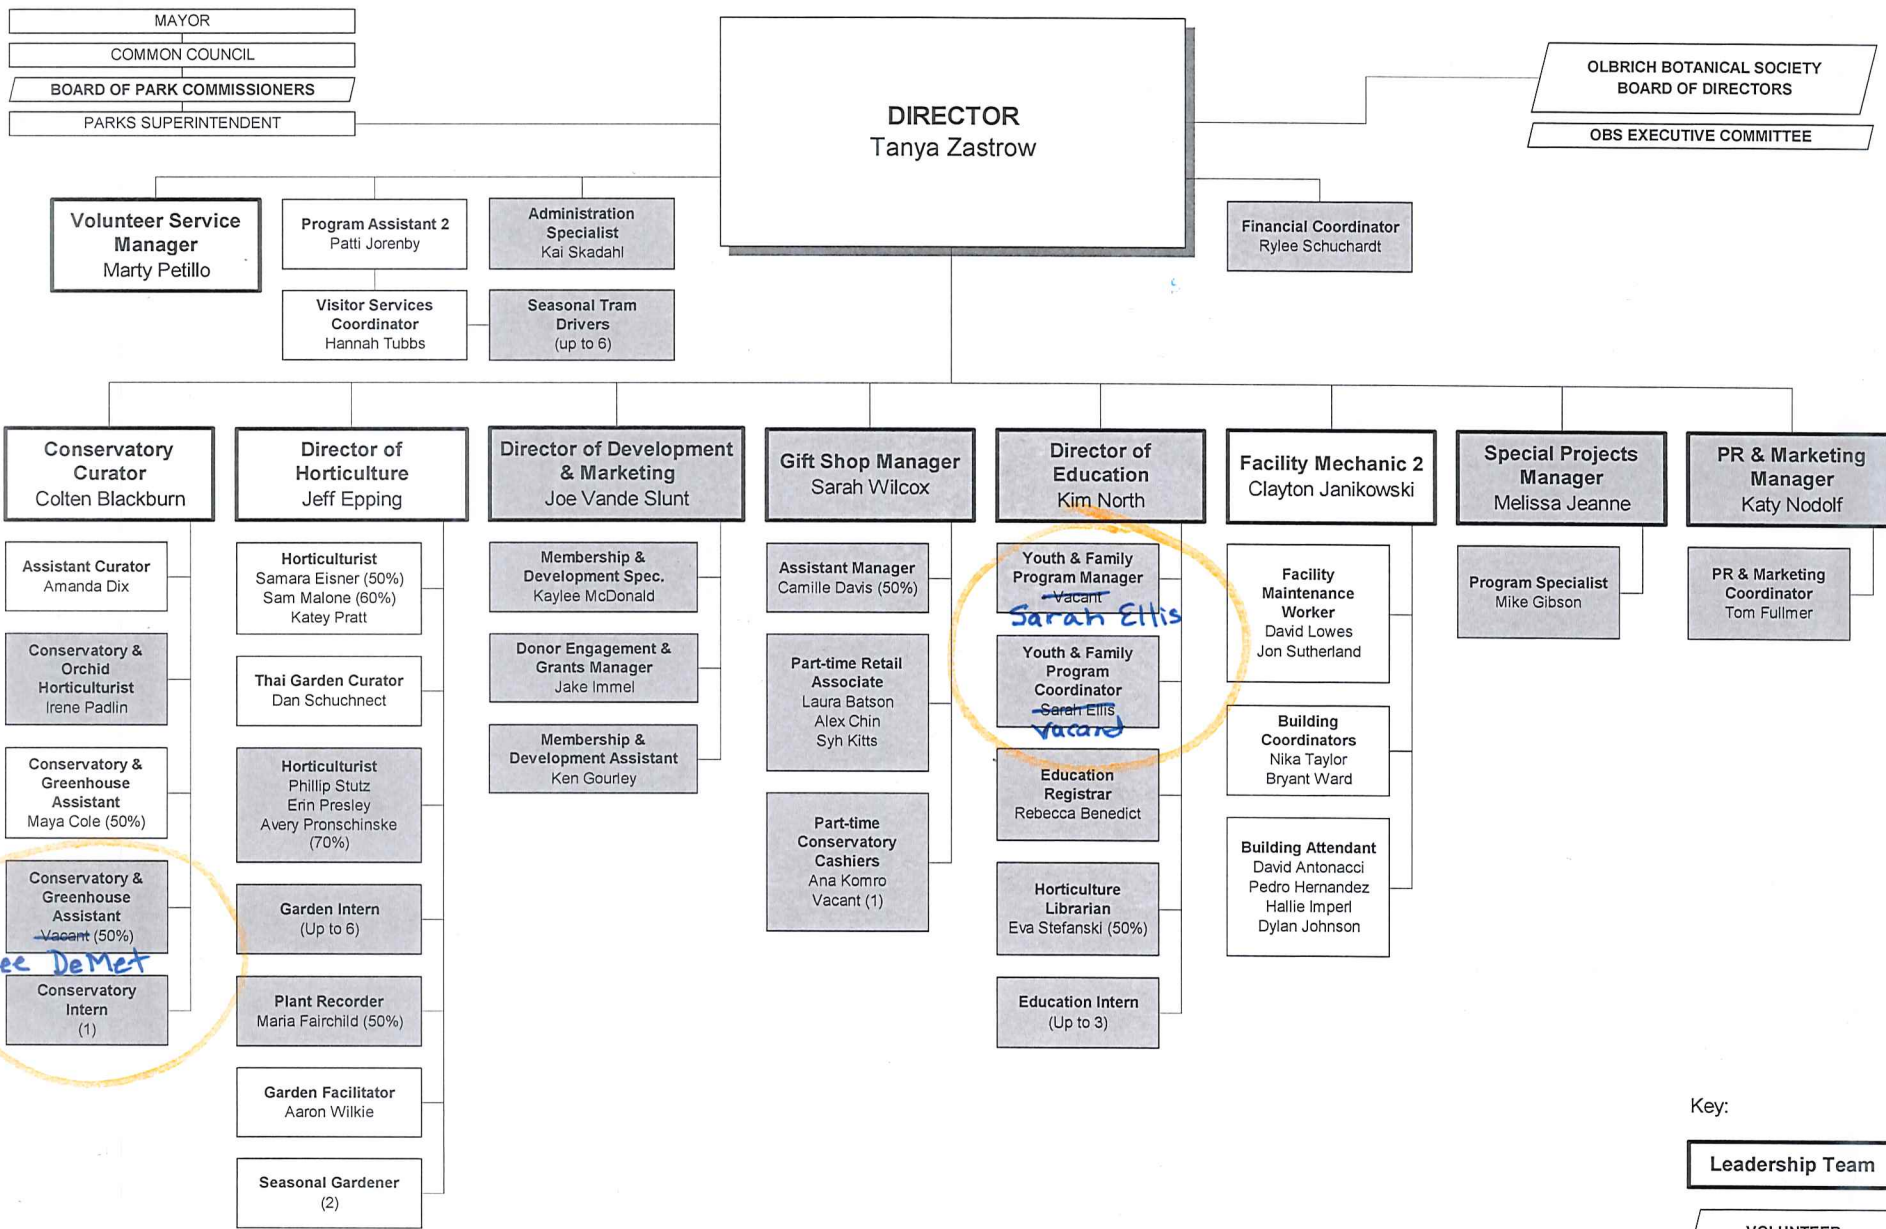 MAYOR
COMMON COUNCIL
BOARD OF PARK COMMISSIONERS
PARKS SUPERINTENDENT
DIRECTOR
Tanya Zastrow
OLBRICH BOTANICAL SOCIETY
BOARD OF DIRECTORS
OBS EXECUTIVE COMMITTEE
Volunteer Service
Manager
Marty Petillo
Program Assistant 2
Patti Jorenby
Administration
Specialist
Kai Skadahl
Financial Coordinator
Rylee Schuchardt
Visitor Services
Coordinator
Hannah Tubbs
Seasonal Tram
Drivers
(up to 6)
Conservatory
Curator
Colten Blackburn
Assistant Curator
Amanda Dix
Conservatory &
Orchid
Horticulturist
Irene Padlin
Conservatory &
Greenhouse
Assistant
Maya Cole (50%)
Conservatory &
Greenhouse
Assistant
Vacant (50%)
ee DeMet
Conservatory
Intern
(1)
Director of
Horticulture
Jeff Epping
Horticulturist
Samara Eisner (50%)
Sam Malone (60%)
Katey Pratt
Thai Garden Curator
Dan Schuchnect
Horticulturist
Phillip Stutz
Erin Presley
Avery Pronschinske
(70%)
Garden Intern
(Up to 6)
Plant Recorder
Maria Fairchild (50%)
Garden Facilitator
Aaron Wilkie
Seasonal Gardener
(2)
Director of Development
& Marketing
Joe Vande Slunt
Membership &
Development Spec.
Kaylee McDonald
Donor Engagement &
Grants Manager
Jake Immel
Membership &
Development Assistant
Ken Gourley
Gift Shop Manager
Sarah Wilcox
Assistant Manager
Camille Davis (50%)
Part-time Retail
Associate
Laura Batson
Alex Chin
Syh Kitts
Part-time
Conservatory
Cashiers
Ana Komro
Vacant (1)
Director of
Education
Kim North
Youth & Family
Program Manager
Vacant
Sarah Ellis
Youth & Family
Program
Coordinator
Sarah Ellis
Vacant
Education
Registrar
Rebecca Benedict
Horticulture
Librarian
Eva Stefanski (50%)
Education Intern
(Up to 3)
Facility Mechanic 2
Clayton Janikowski
Facility
Maintenance
Worker
David Lowes
Jon Sutherland
Building
Coordinators
Nika Taylor
Bryant Ward
Building Attendant
David Antonacci
Pedro Hernandez
Hallie Imperl
Dylan Johnson
Special Projects
Manager
Melissa Jeanne
Program Specialist
Mike Gibson
PR & Marketing
Manager
Katy Nodolf
PR & Marketing
Coordinator
Tom Fullmer
Key:
Leadership Team
VOLUNTEER